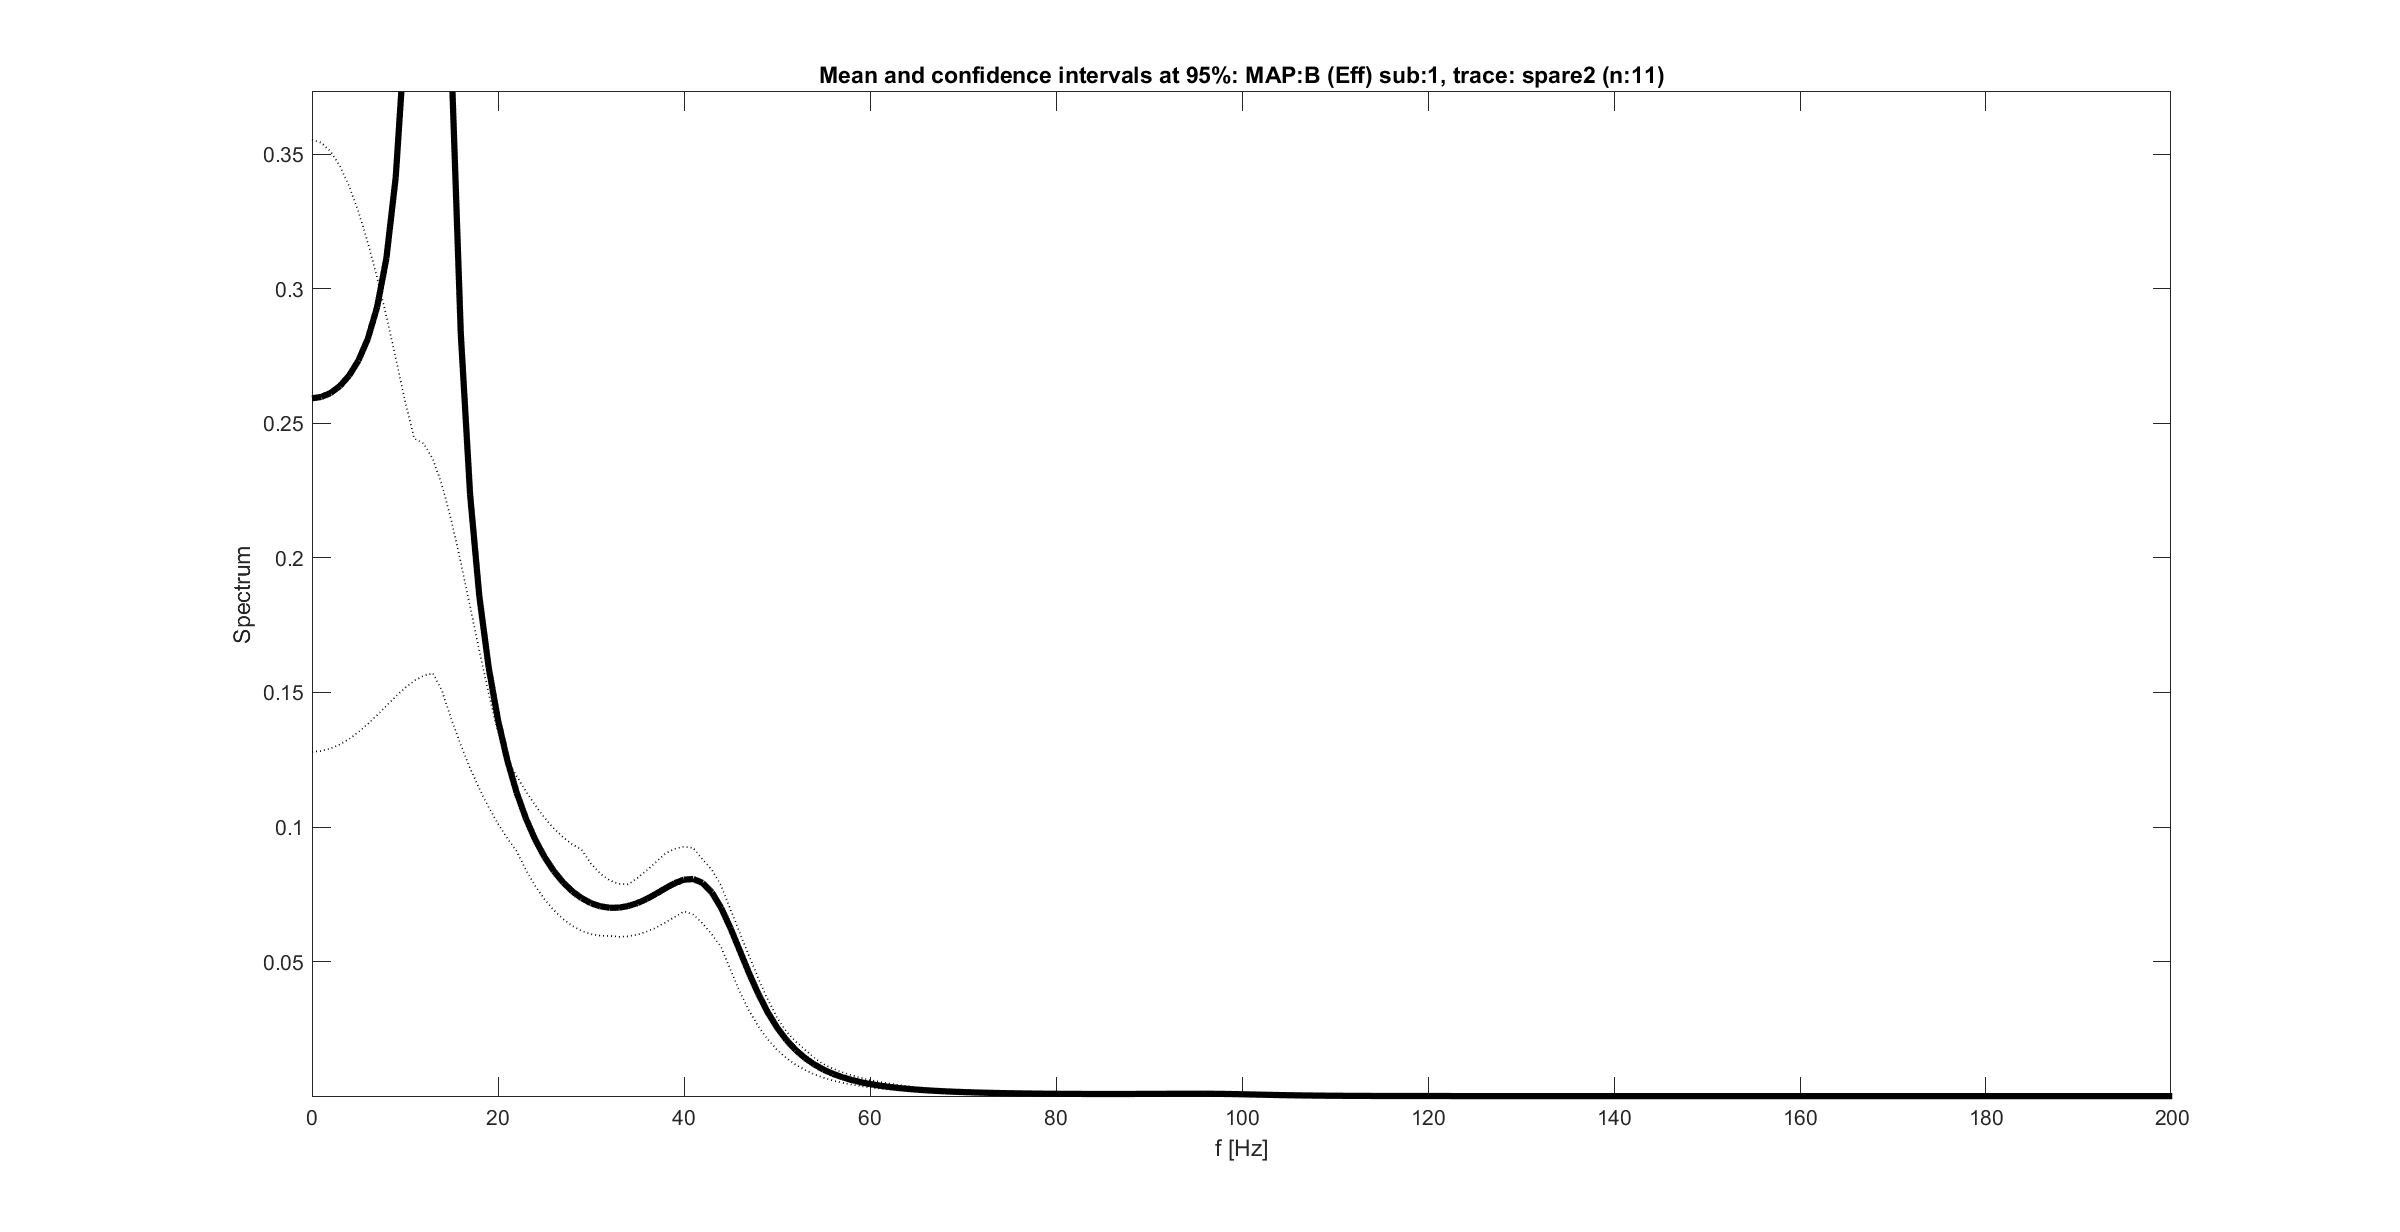 Mean and confidence intervals at 95%: MAP:B (Eff) sub:1, trace: spare2 (n:11)
0.35
0.3
0.25
0.2
0.15
0.1
0.05
Spectrum
0 20 40 60 80 100 120 140 160 180 200
f [Hz]